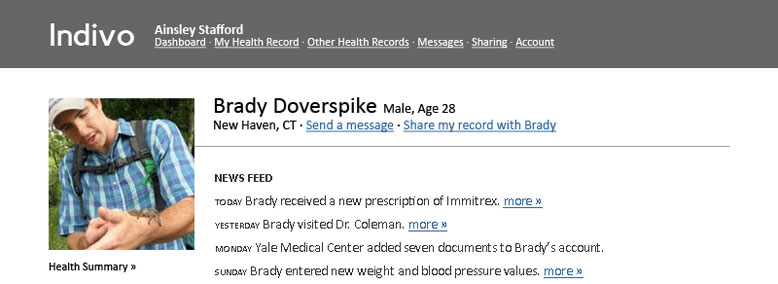 Indivo
Ainsley Stafford
Dashboard · My Health Record · Other Health Records · Messages · Sharing · Account
Brady Doverspike Male, Age 28
New Haven, CT · Send a message · Share my record with Brady
NEWS FEED
TODAY Brady received a new prescription of Immitrex. more »
YESTERDAY Brady visited Dr. Coleman. more »
MONDAY Yale Medical Center added seven documents to Brady's account.
SUNDAY Brady entered new weight and blood pressure values. more »
Health Summary »